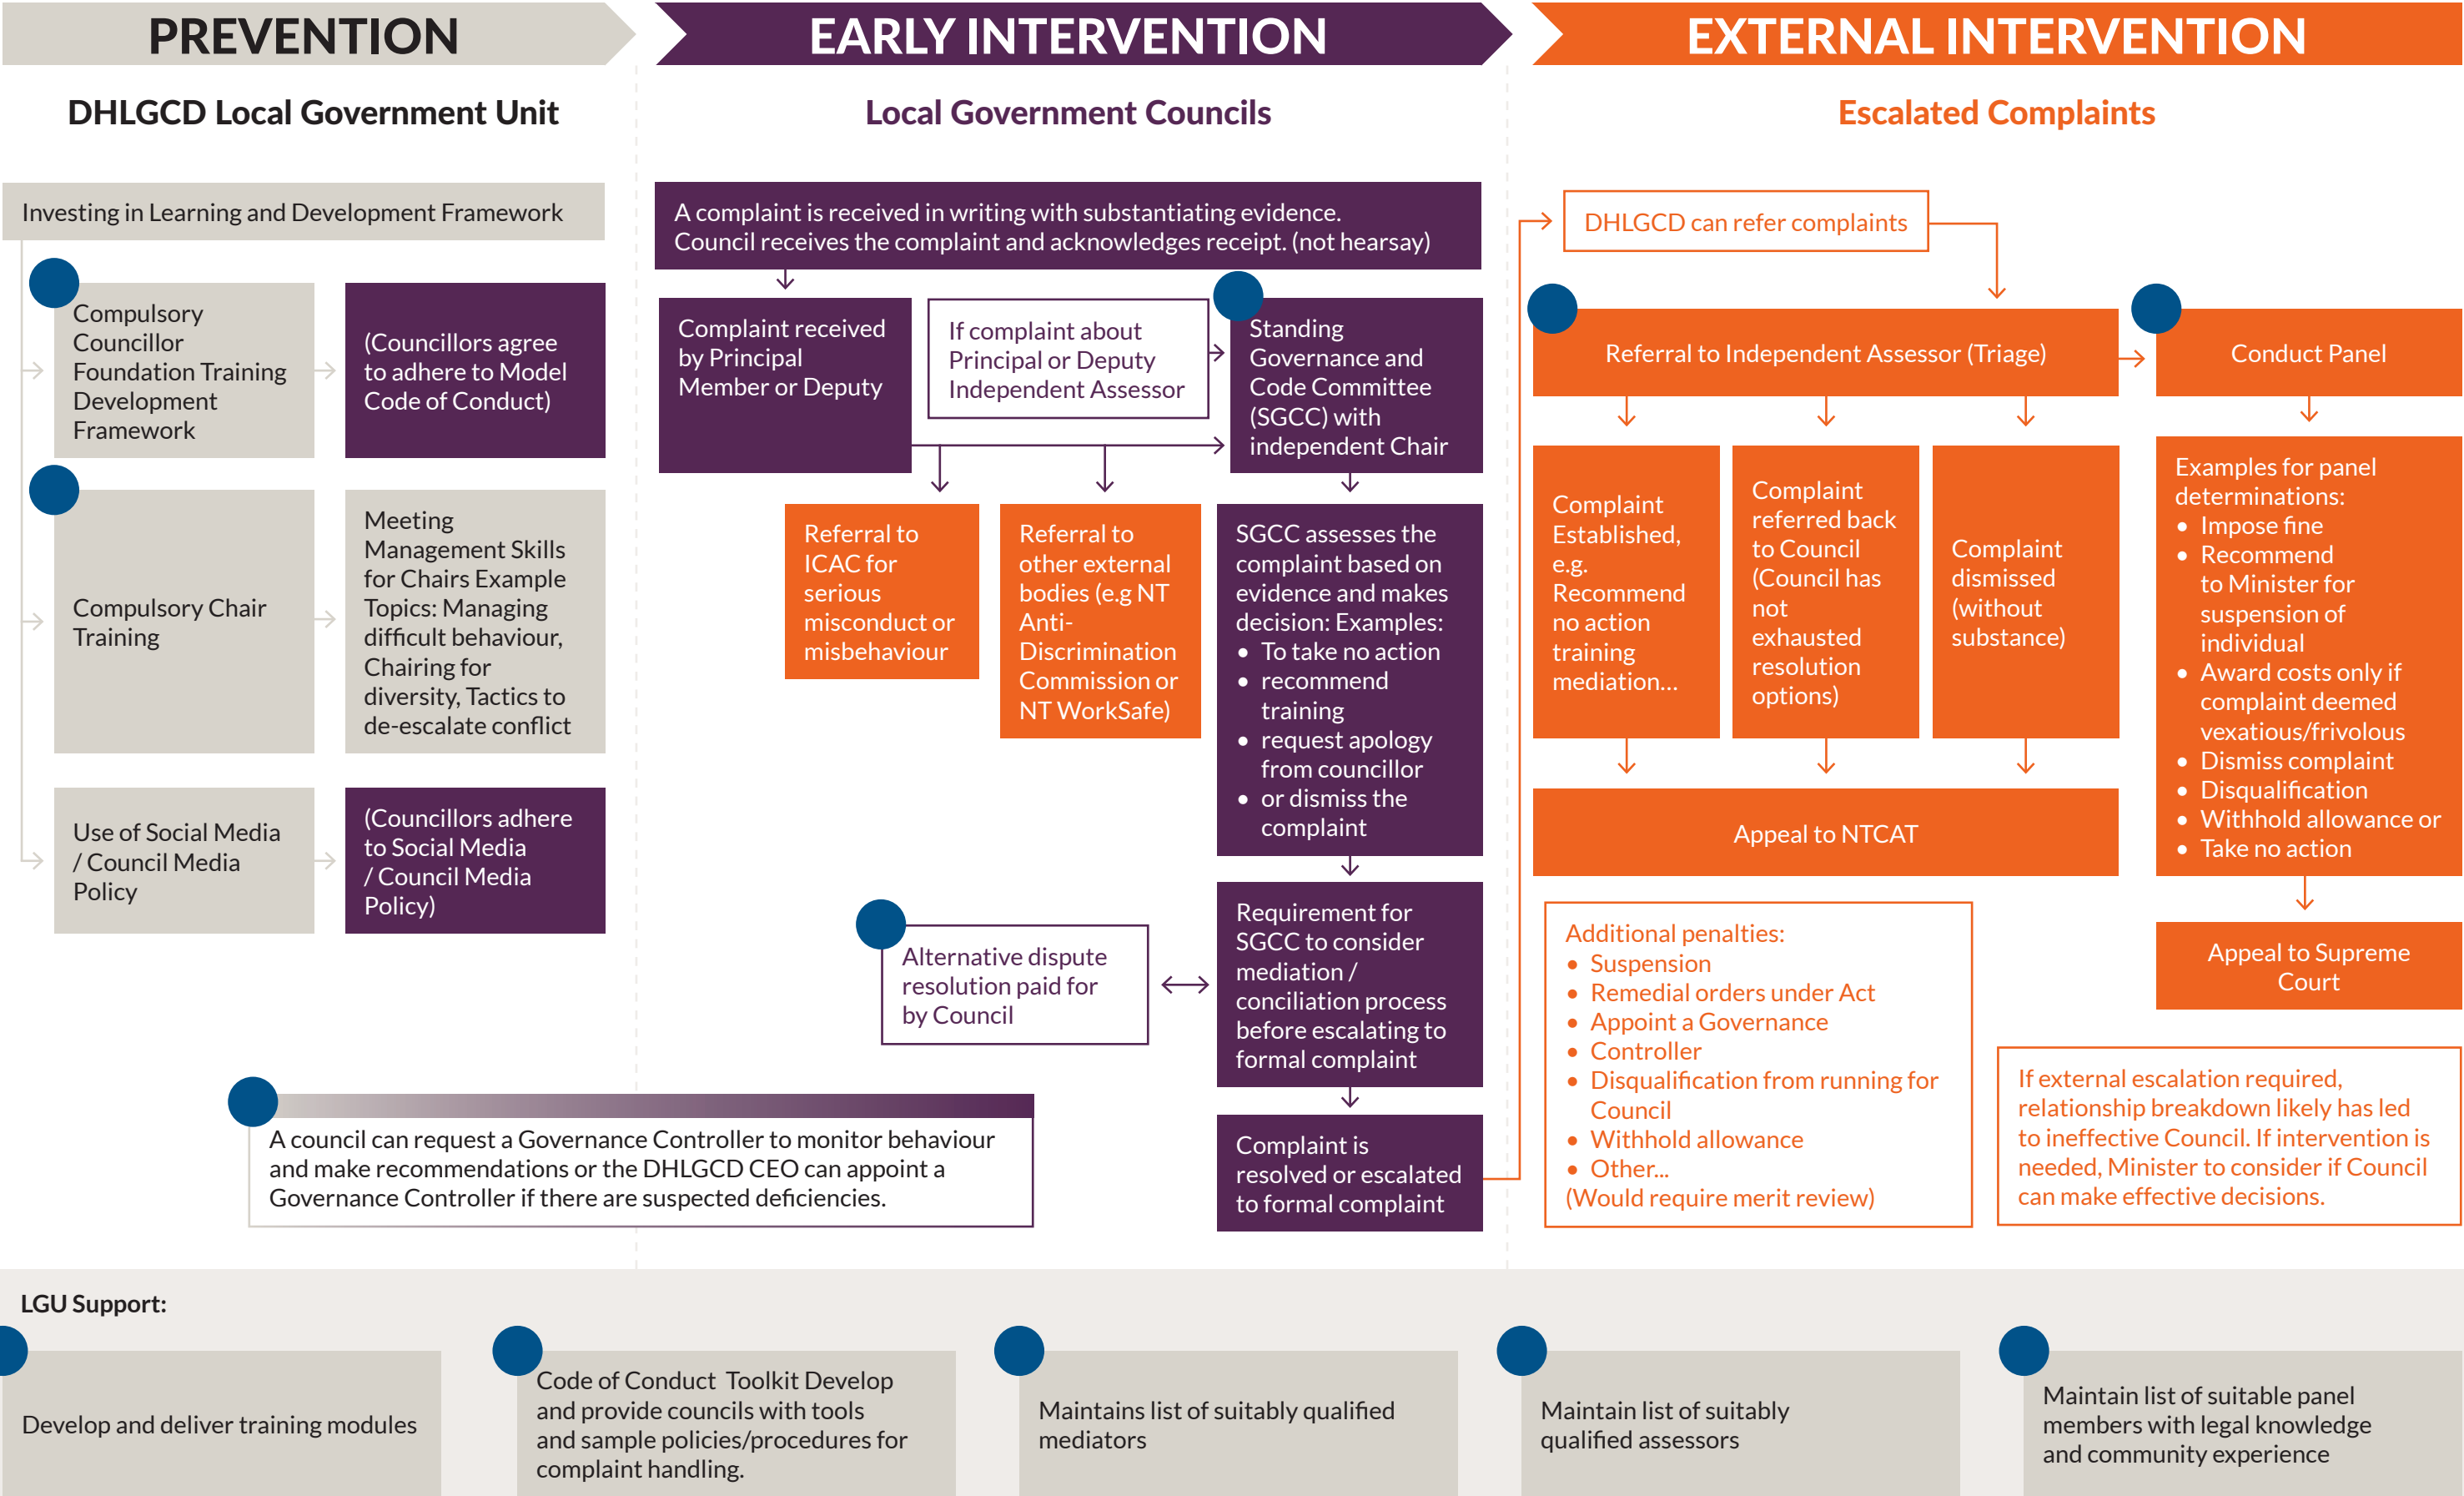 PREVENTION
DHLGCD Local Government Unit
Investing in Learning and Development Framework
Compulsory
Councillor
Foundation Training
Development
Framework
(Councillors agree
to adhere to Model
Code of Conduct)
Compulsory Chair
Training
Meeting
Management Skills
for Chairs Example
Topics: Managing
difficult behaviour,
Chairing for
diversity, Tactics to
de-escalate conflict
Use of Social Media
/ Council Media
Policy
(Councillors adhere
to Social Media
/ Council Media
Policy)
EARLY INTERVENTION
Local Government Councils
A complaint is received in writing with substantiating evidence.
Council receives the complaint and acknowledges receipt. (not hearsay)
Complaint received
by Principal
Member or Deputy
If complaint about
Principal or Deputy
Independent Assessor
Standing
Governance and
Code Committee
(SGCC) with
independent Chair
Referral to
ICAC for
serious
misconduct or
misbehaviour
Referral to
other external
bodies (e.g NT
Anti-
Discrimination
Commission or
NT WorkSafe)
SGCC assesses the
complaint based on
evidence and makes
decision: Examples:
• To take no action
• recommend
training
• request apology
from councillor
• or dismiss the
complaint
Alternative dispute
resolution paid for
by Council
Requirement for
SGCC to consider
mediation /
conciliation process
before escalating to
formal complaint
Complaint is
resolved or escalated
to formal complaint
A council can request a Governance Controller to monitor behaviour
and make recommendations or the DHLGCD CEO can appoint a
Governance Controller if there are suspected deficiencies.
EXTERNAL INTERVENTION
Escalated Complaints
DHLGCD can refer complaints
Referral to Independent Assessor (Triage)
Conduct Panel
Complaint
Established,
e.g.
Recommend
no action
training
mediation...
Complaint
referred back
to Council
(Council has
not
exhausted
resolution
options)
Complaint
dismissed
(without
substance)
Examples for panel
determinations:
• Impose fine
• Recommend
to Minister for
suspension of
individual
• Award costs only if
complaint deemed
vexatious/frivolous
• Dismiss complaint
• Disqualification
• Withhold allowance or
• Take no action
Appeal to NTCAT
Appeal to Supreme
Court
Additional penalties:
• Suspension
• Remedial orders under Act
• Appoint a Governance
• Controller
• Disqualification from running for
Council
• Withhold allowance
• Other...
(Would require merit review)
If external escalation required,
relationship breakdown likely has led
to ineffective Council. If intervention is
needed, Minister to consider if Council
can make effective decisions.
LGU Support:
Develop and deliver training modules
Code of Conduct Toolkit Develop
and provide councils with tools
and sample policies/procedures for
complaint handling.
Maintains list of suitably qualified
mediators
Maintain list of suitably
qualified assessors
Maintain list of suitable panel
members with legal knowledge
and community experience